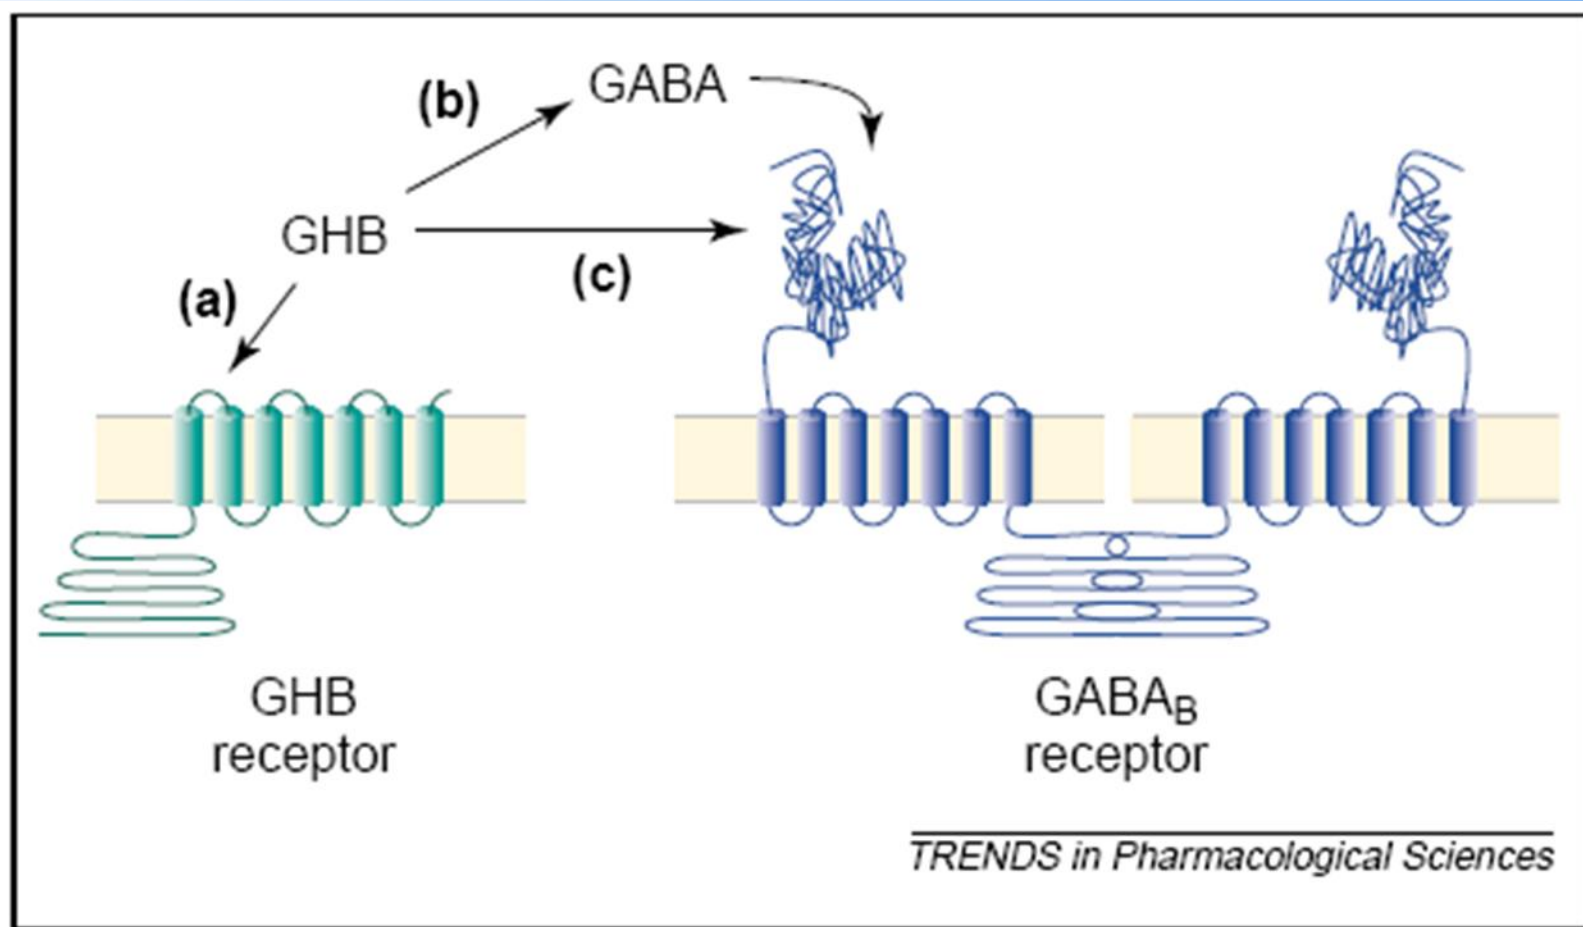 (b)
GABA
GHB
(c)
(a)
GHB
receptor
GABAB
receptor
TRENDS in Pharmacological Sciences